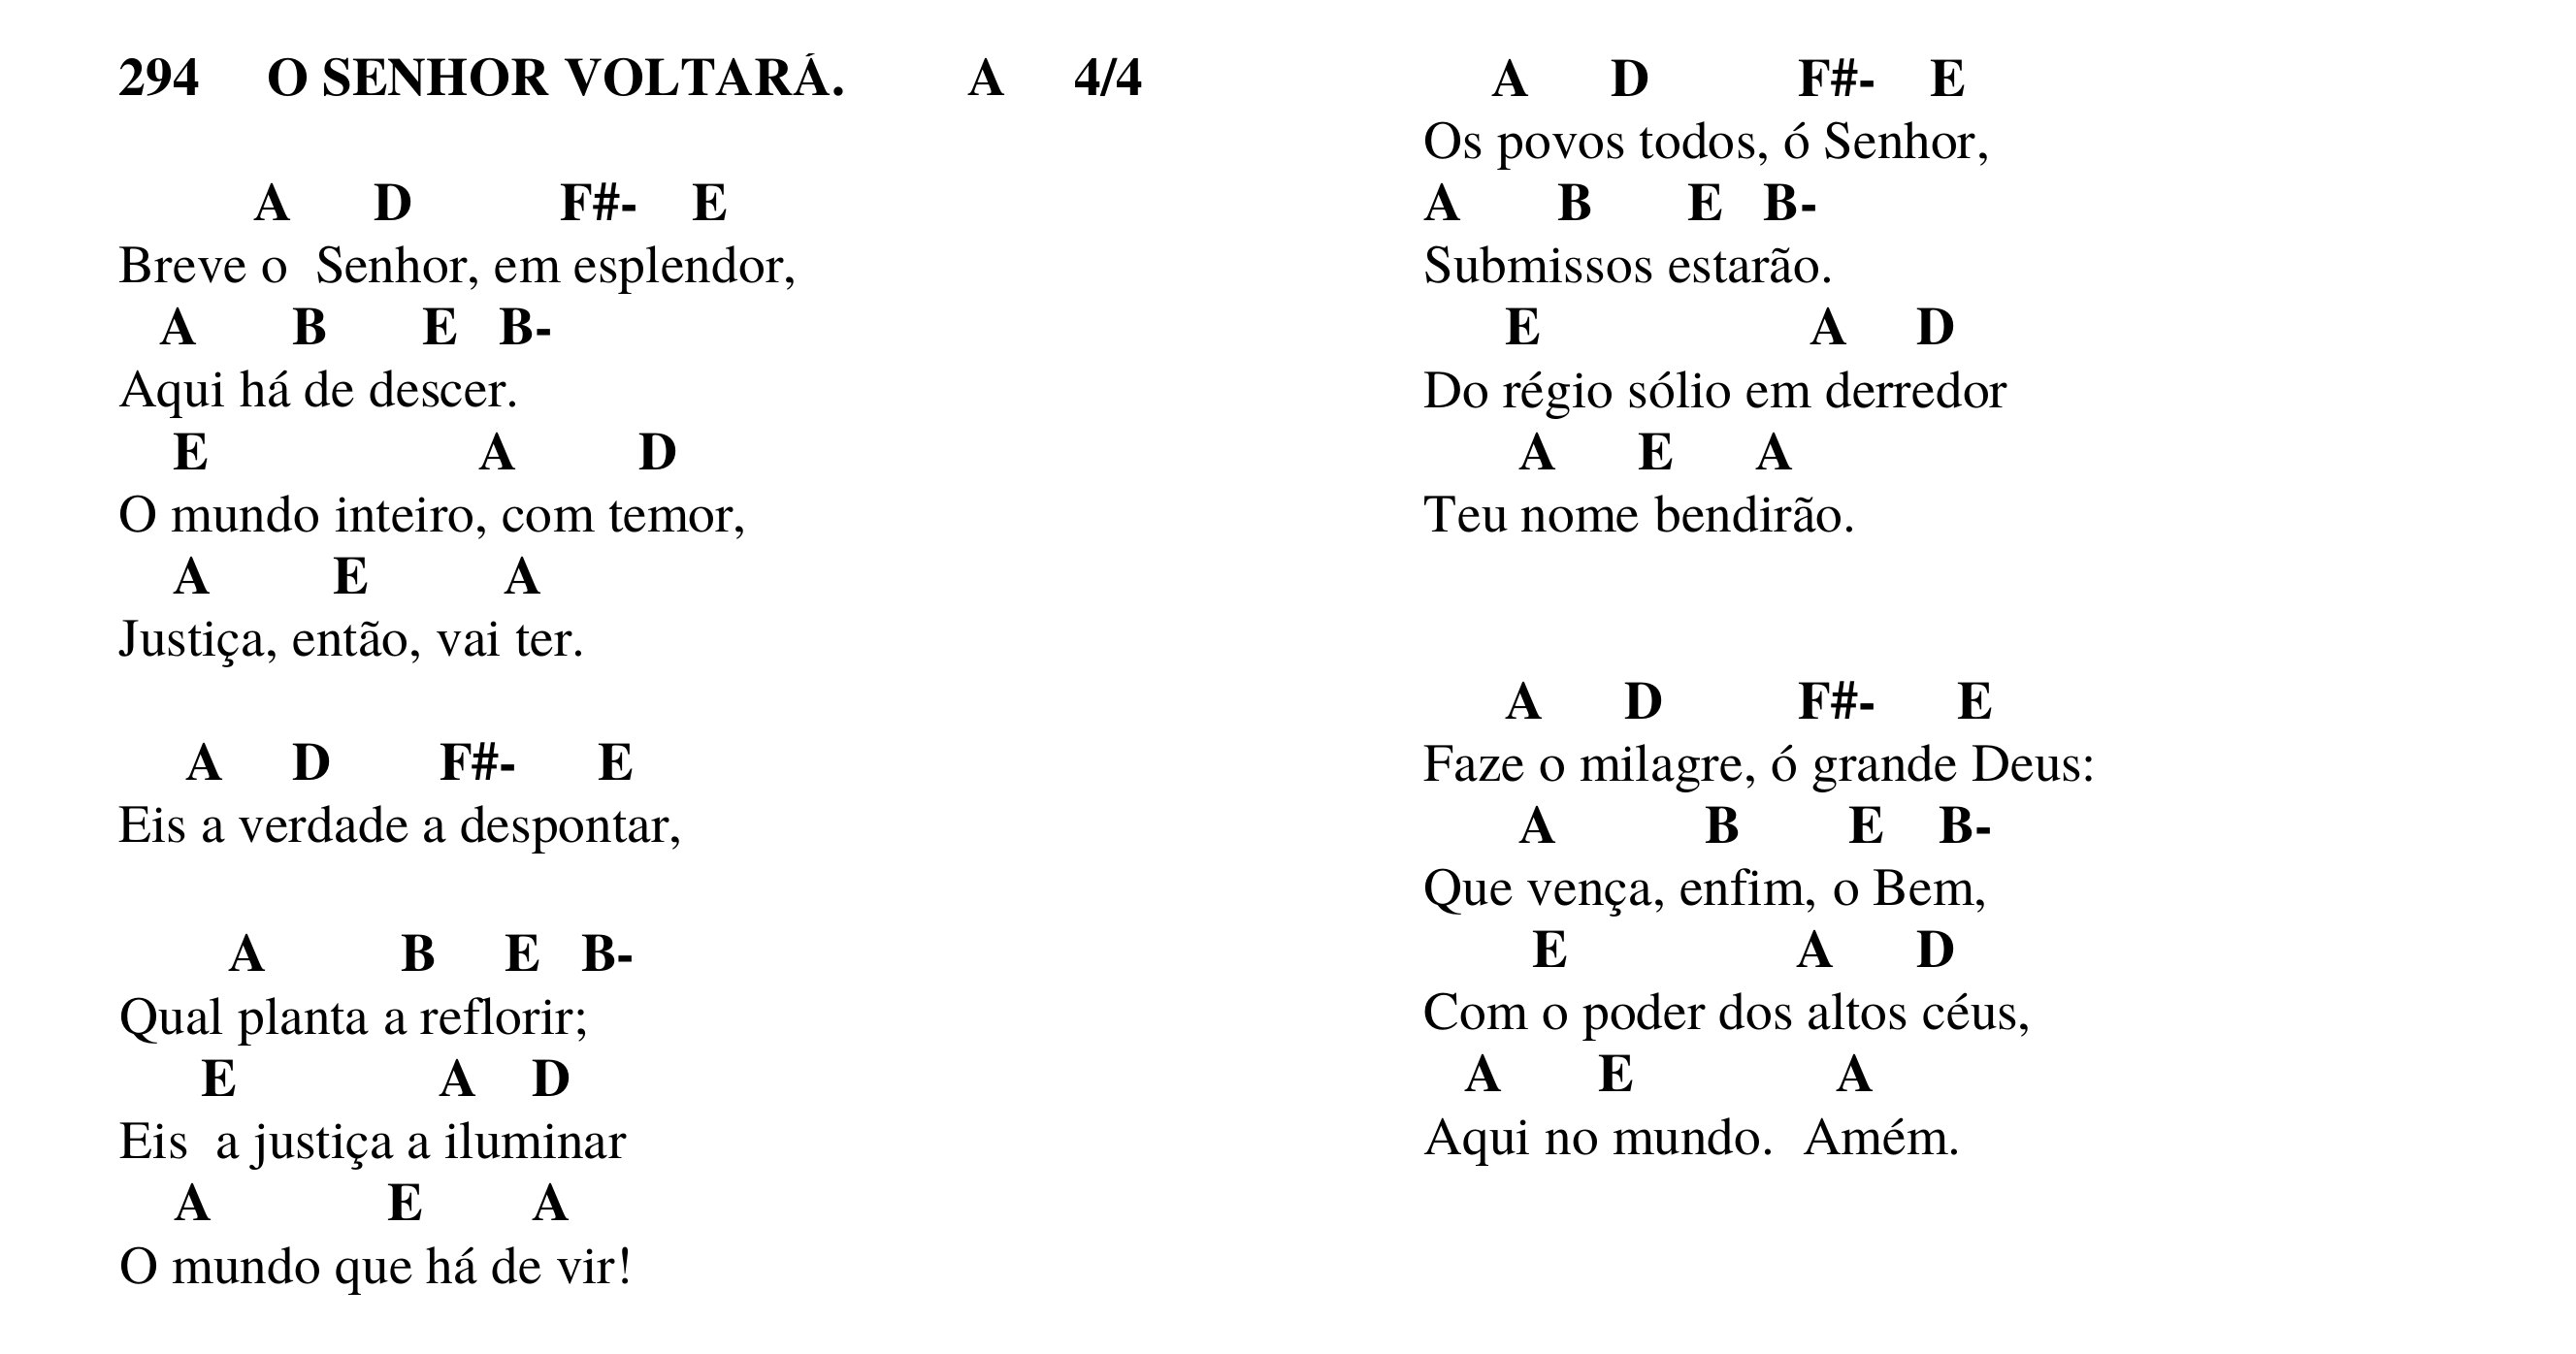 294 O SENHOR VOLTARÁ. A 4/4
A D F#- E
Breve o Senhor, em esplendor,
A B E B-
Aqui há de descer.
E A D
O mundo inteiro, com temor,
A E A
Justiça, então, vai ter.
A D F#- E
Eis a verdade a despontar,
A B E B-
Qual planta a reflorir;
E A D
Eis a justiça a iluminar
A E A
O mundo que há de vir!
A D F#- E
Os povos todos, ó Senhor,
A B E B-
Submissos estarão.
E A D
Do régio sólio em derredor
A E A
Teu nome bendirão.
A D F#- E
Faze o milagre, ó grande Deus:
A B E B-
Que vença, enfim, o Bem,
E A D
Com o poder dos altos céus,
A E A
Aqui no mundo. Amém.